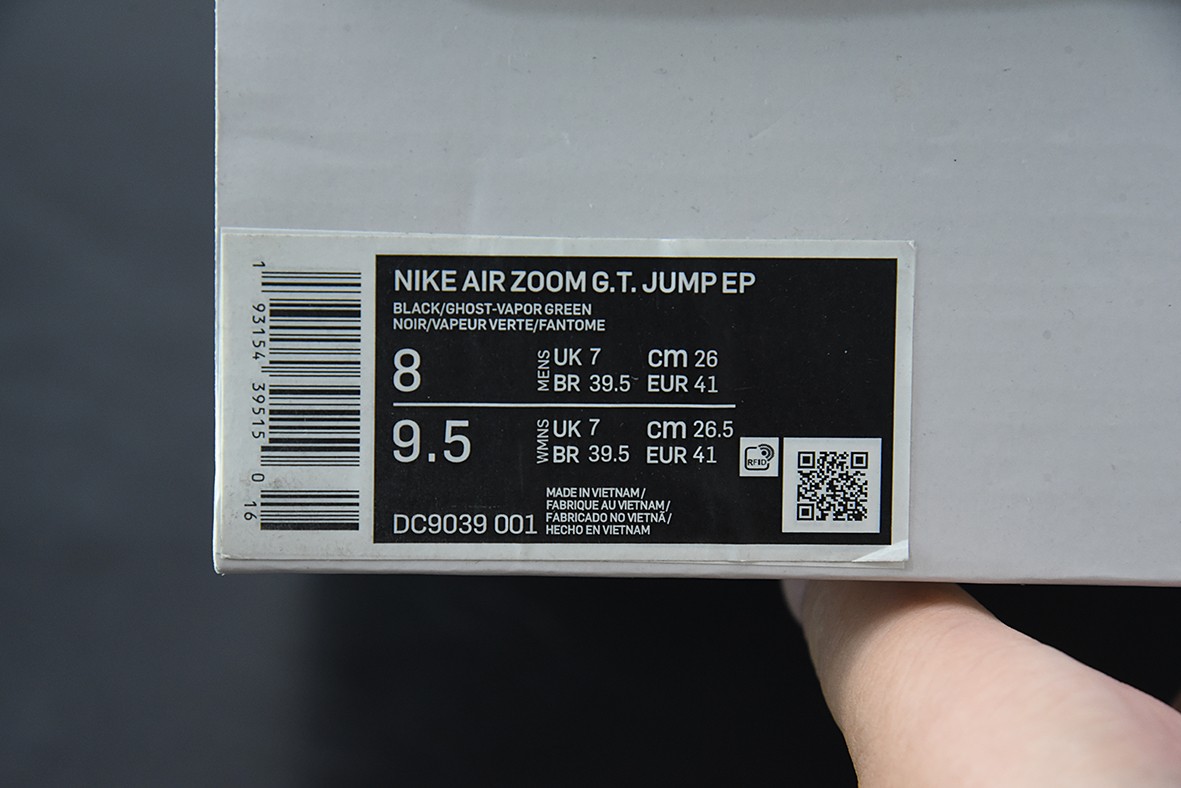 1 93154 39515 0 16
NIKE AIR ZOOM G.T. JUMP EP
BLACK/GHOST-VAPOR GREEN
NOIR/VAPEUR VERTE/FANTOME
8 MENS UK 7 cm 26
BR 39.5 EUR 41
9.5 WMNS UK 7 cm 26.5
BR 39.5 EUR 41
RFID
MADE IN VIETNAM/
FABRIQUE AU VIETNAM/
FABRICADO NO VIETNÃ/
DC9039 001 HECHO EN VIETNAM